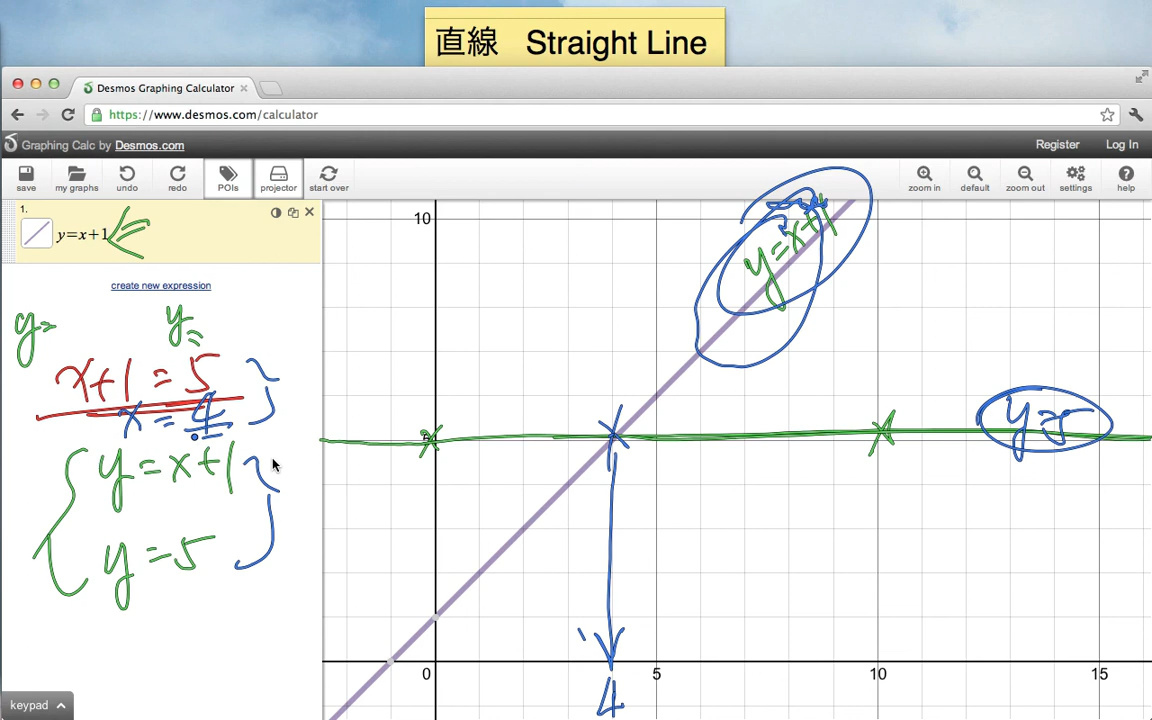 直線 Straight Line
Desmos Graphing Calculator
https://www.desmos.com/calculator
Graphing Calc by Desmos.com
Register Log In
save my graphs undo redo POIs projector start over
zoom in default zoom out settings help
1.
y=x+1
create new expression
y=
y=
x+1=5
x=4
y=x+1
y=5
10
y=x+1
y=5
0 5 10 15
4
keypad